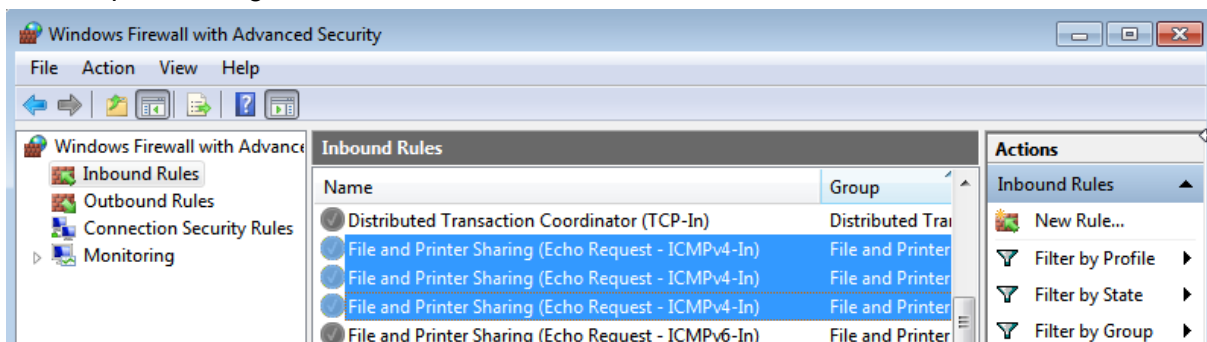 Windows Firewall with Advanced Security
File Action View Help
Windows Firewall with Advance
Inbound Rules
Outbound Rules
Connection Security Rules
Monitoring
Inbound Rules
Name Group
Distributed Transaction Coordinator (TCP-In) Distributed Tra
File and Printer Sharing (Echo Request - ICMPv4-In) File and Printer
File and Printer Sharing (Echo Request - ICMPv4-In) File and Printer
File and Printer Sharing (Echo Request - ICMPv4-In) File and Printer
File and Printer Sharing (Echo Request - ICMPv6-In) File and Printer
Actions
Inbound Rules
New Rule...
Filter by Profile
Filter by State
Filter by Group